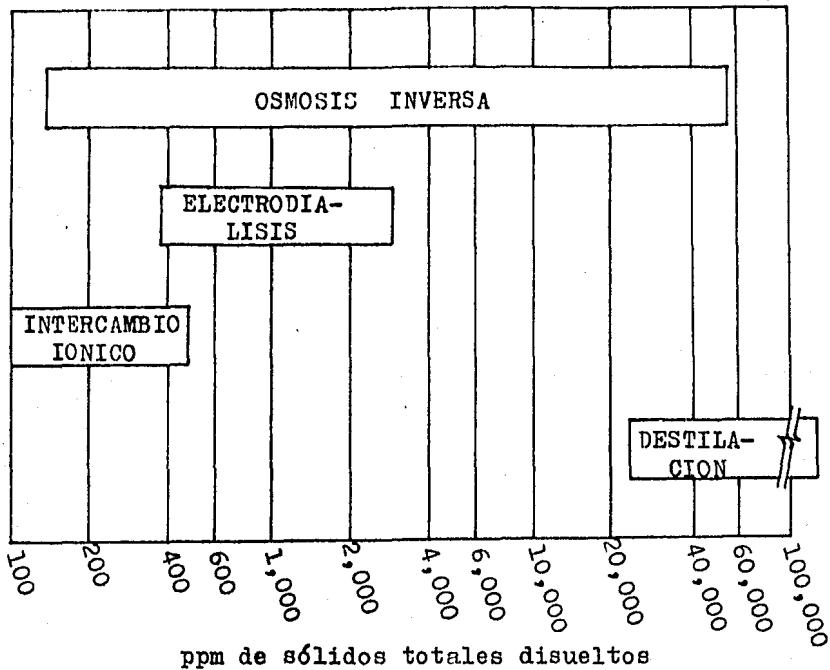 OSMOSIS INVERSA
ELECTRODIA-
LISIS
INTERCAMBIO
IONICO
DESTILA-
CION
100
200
400
600
1,000
2,000
4,000
6,000
10,000
20,000
40,000
60,000
100,000
ppm de sólidos totales disueltos